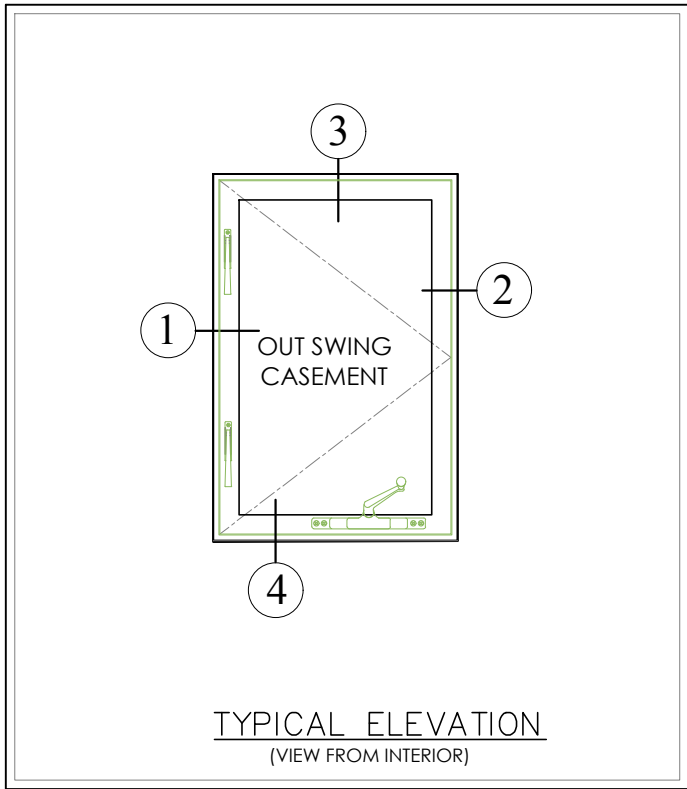 3
2
1
OUT SWING
CASEMENT
4
TYPICAL ELEVATION
(VIEW FROM INTERIOR)